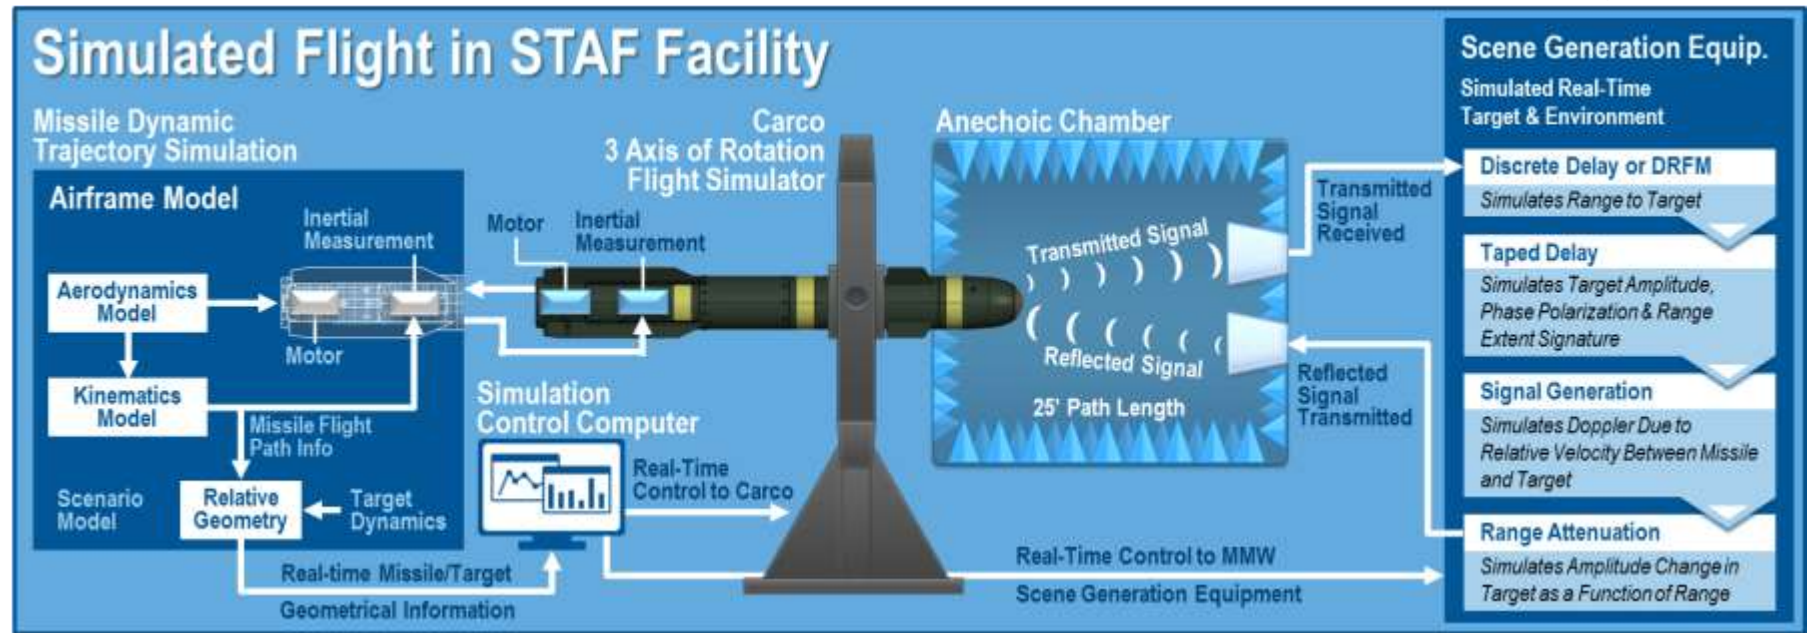 Simulated Flight in STAF Facility
Missile Dynamic
Trajectory Simulation
Airframe Model
Inertial
Measurement
Aerodynamics
Model
Motor
Kinematics
Model
Missile Flight
Path Info
Scenario
Model
Relative
Geometry
Target
Dynamics
Real-time Missile/Target
Geometrical Information
Motor
Inertial
Measurement
Carco
3 Axis of Rotation
Flight Simulator
Simulation
Control Computer
Real-Time
Control to Carco
Anechoic Chamber
Transmitted Signal
Reflected Signal
25' Path Length
Transmitted
Signal
Received
Reflected
Signal
Transmitted
Real-Time Control to MMW
Scene Generation Equipment
Scene Generation Equip.
Simulated Real-Time
Target & Environment
Discrete Delay or DRFM
Simulates Range to Target
Taped Delay
Simulates Target Amplitude,
Phase Polarization & Range
Extent Signature
Signal Generation
Simulates Doppler Due to
Relative Velocity Between Missile
and Target
Range Attenuation
Simulates Amplitude Change in
Target as a Function of Range